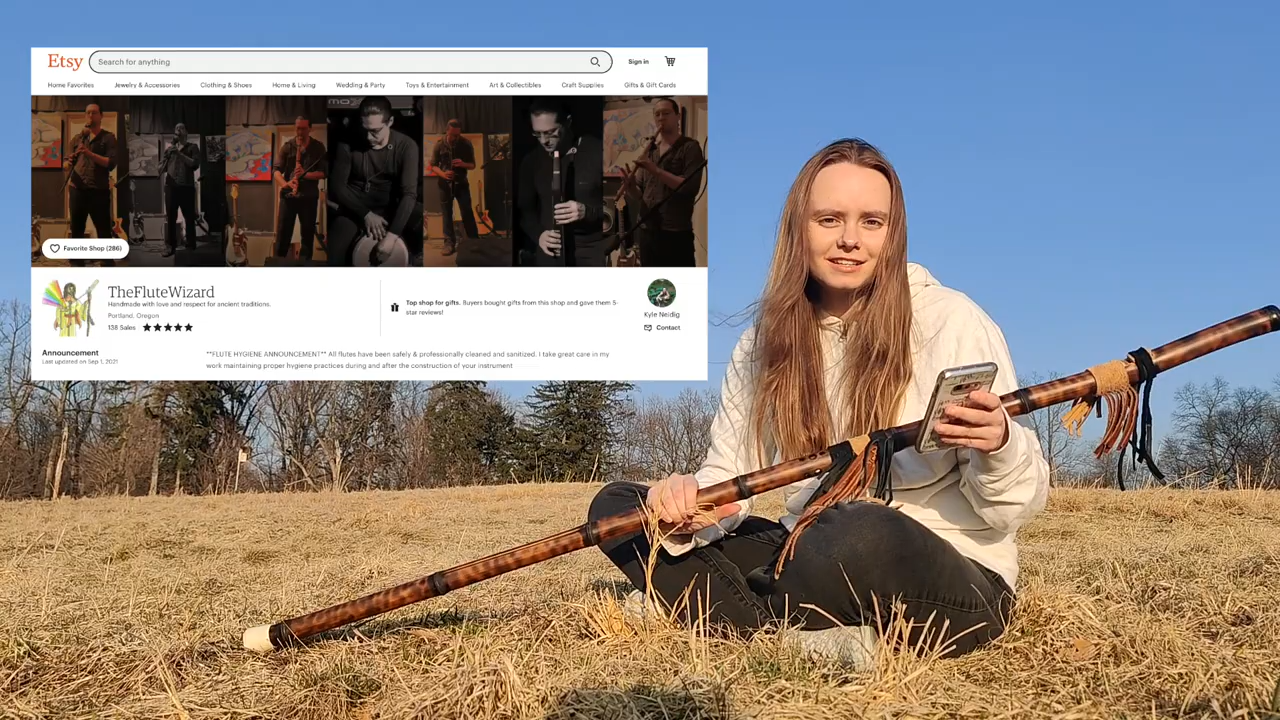 Etsy
Search for anything
Sign in
Home Favorites Jewelry & Accessories Clothing & Shoes Home & Living Wedding & Party Toys & Entertainment Art & Collectibles Craft Supplies Gifts & Gift Cards
Favorite Shop (286)
TheFluteWizard
Handmade with love and respect for ancient traditions.
Portland, Oregon
138 Sales
Top shop for gifts. Buyers bought gifts from this shop and gave them 5-
star reviews!
Kyle Neidig
Contact
Announcement
Last updated on Sep 1, 2021
**FLUTE HYGIENE ANNOUNCEMENT** All flutes have been safely & professionally cleaned and sanitized. I take great care in my
work maintaining proper hygiene practices during and after the construction of your instrument